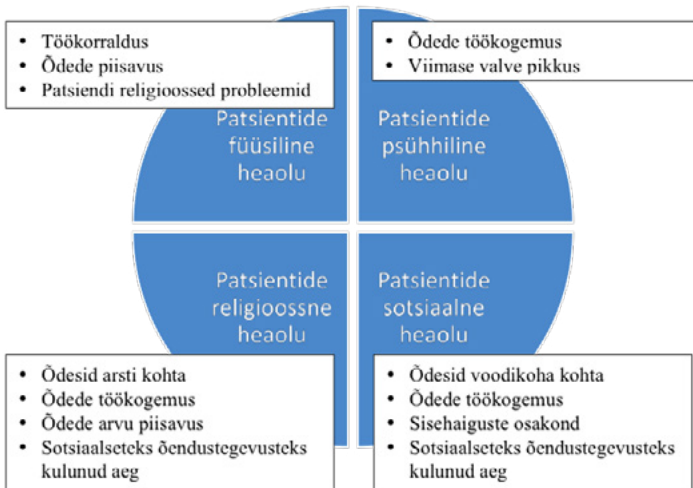 • Töökorraldus
• Õdede piisavus
• Patsiendi religioossed probleemid
Patsientide
füüsiline
heaolu
• Õdede töökogemus
• Viimase valve pikkus
Patsientide
psühhiline
heaolu
Patsientide
religioossne
heaolu
• Õdesid arsti kohta
• Õdede töökogemus
• Õdede arvu piisavus
• Sotsiaalseteks õendustegevusteks
kulunud aeg
Patsientide
sotsiaalne
heaolu
• Õdesid voodikoha kohta
• Õdede töökogemus
• Sisehaiguste osakond
• Sotsiaalseteks õendustegevusteks
kulunud aeg